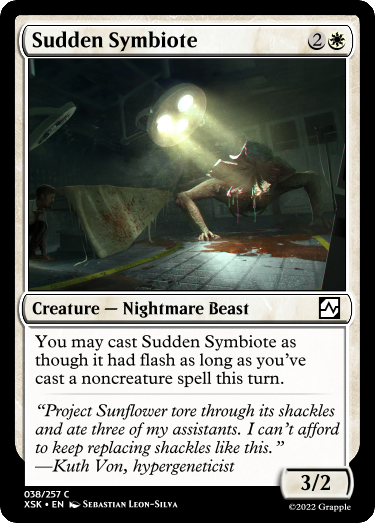 Sudden Symbiote 2
Creature — Nightmare Beast
You may cast Sudden Symbiote as
though it had flash as long as you’ve
cast a noncreature spell this turn.
“Project Sunflower tore through its shackles
and ate three of my assistants. I can’t afford
to keep replacing shackles like this.”
—Kuth Von, hypergeneticist
3/2
038/257 C
XSK • EN Sebastian Leon-Silva
©2022 Grapple